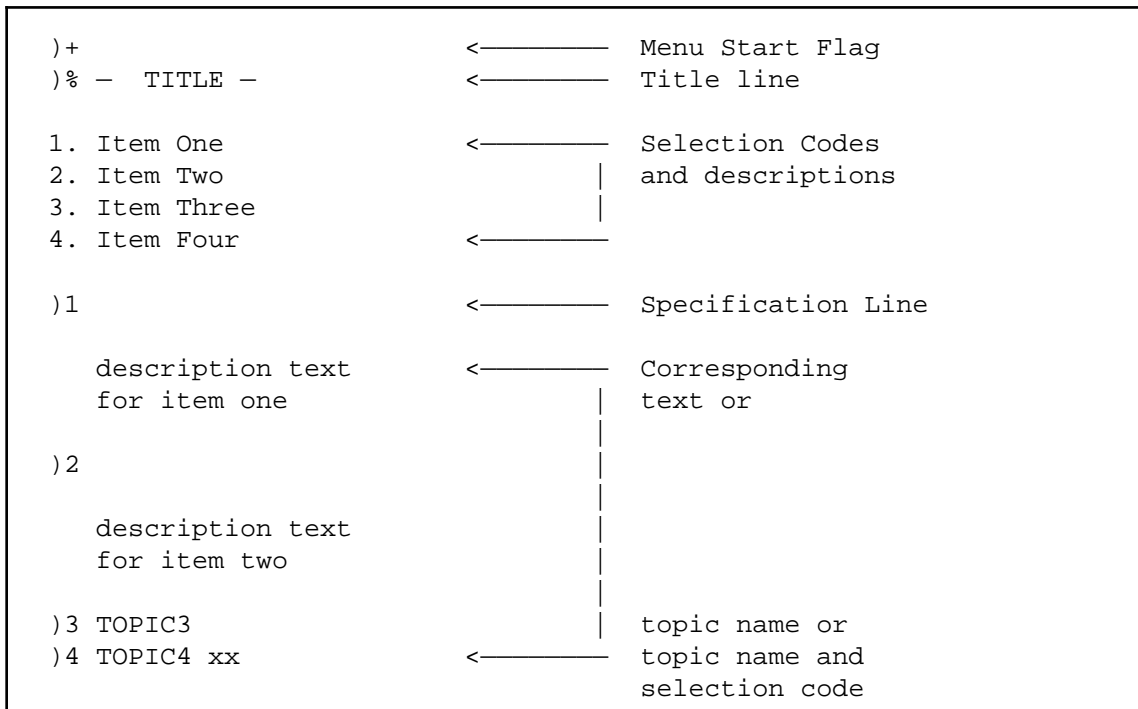 )+ <———————— Menu Start Flag
)% — TITLE — <———————— Title line
1. Item One <———————— Selection Codes
2. Item Two | and descriptions
3. Item Three |
4. Item Four <————————
)1 <———————— Specification Line
description text <———————— Corresponding
for item one | text or
|
)2 |
|
description text |
for item two |
|
)3 TOPIC3 | topic name or
)4 TOPIC4 xx <———————— topic name and
selection code